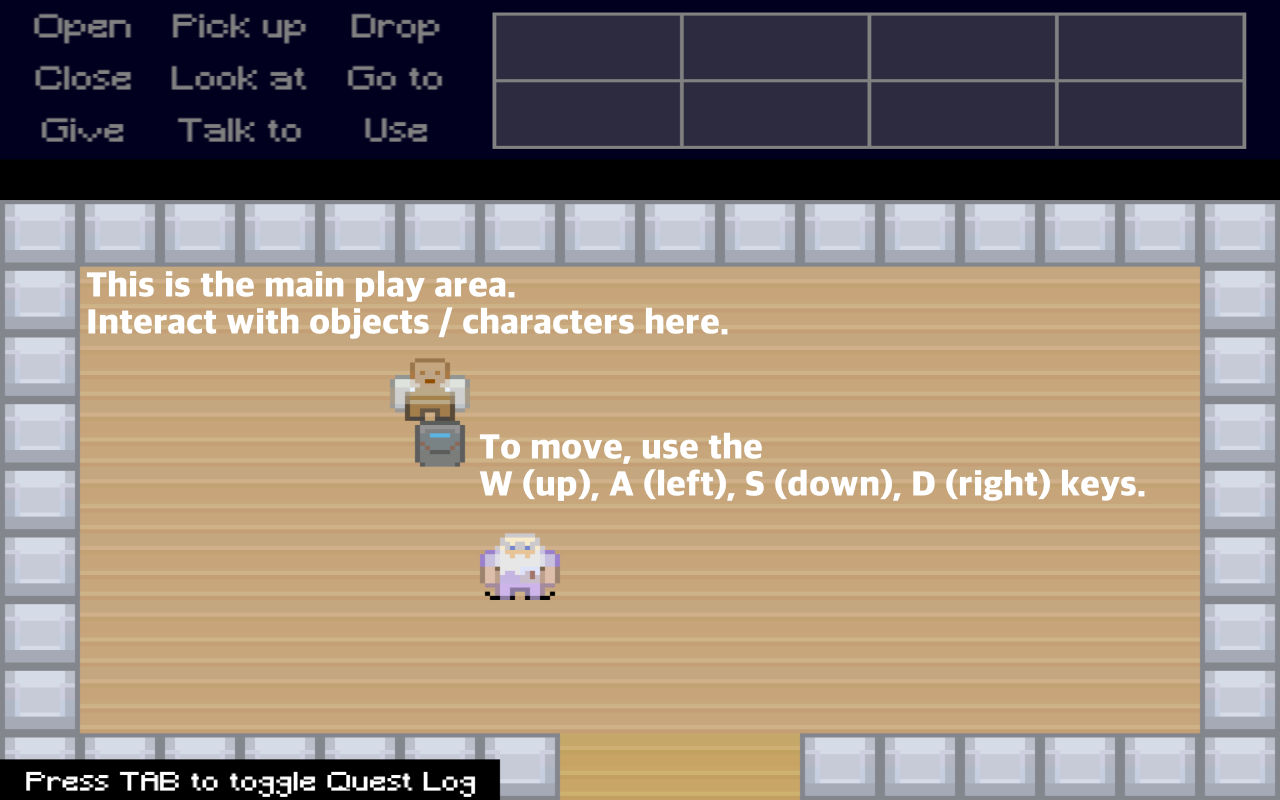 Open Pick up Drop
Close Look at Go to
Give Talk to Use
This is the main play area.
Interact with objects / characters here.
To move, use the
W (up), A (left), S (down), D (right) keys.
Press TAB to toggle Quest Log